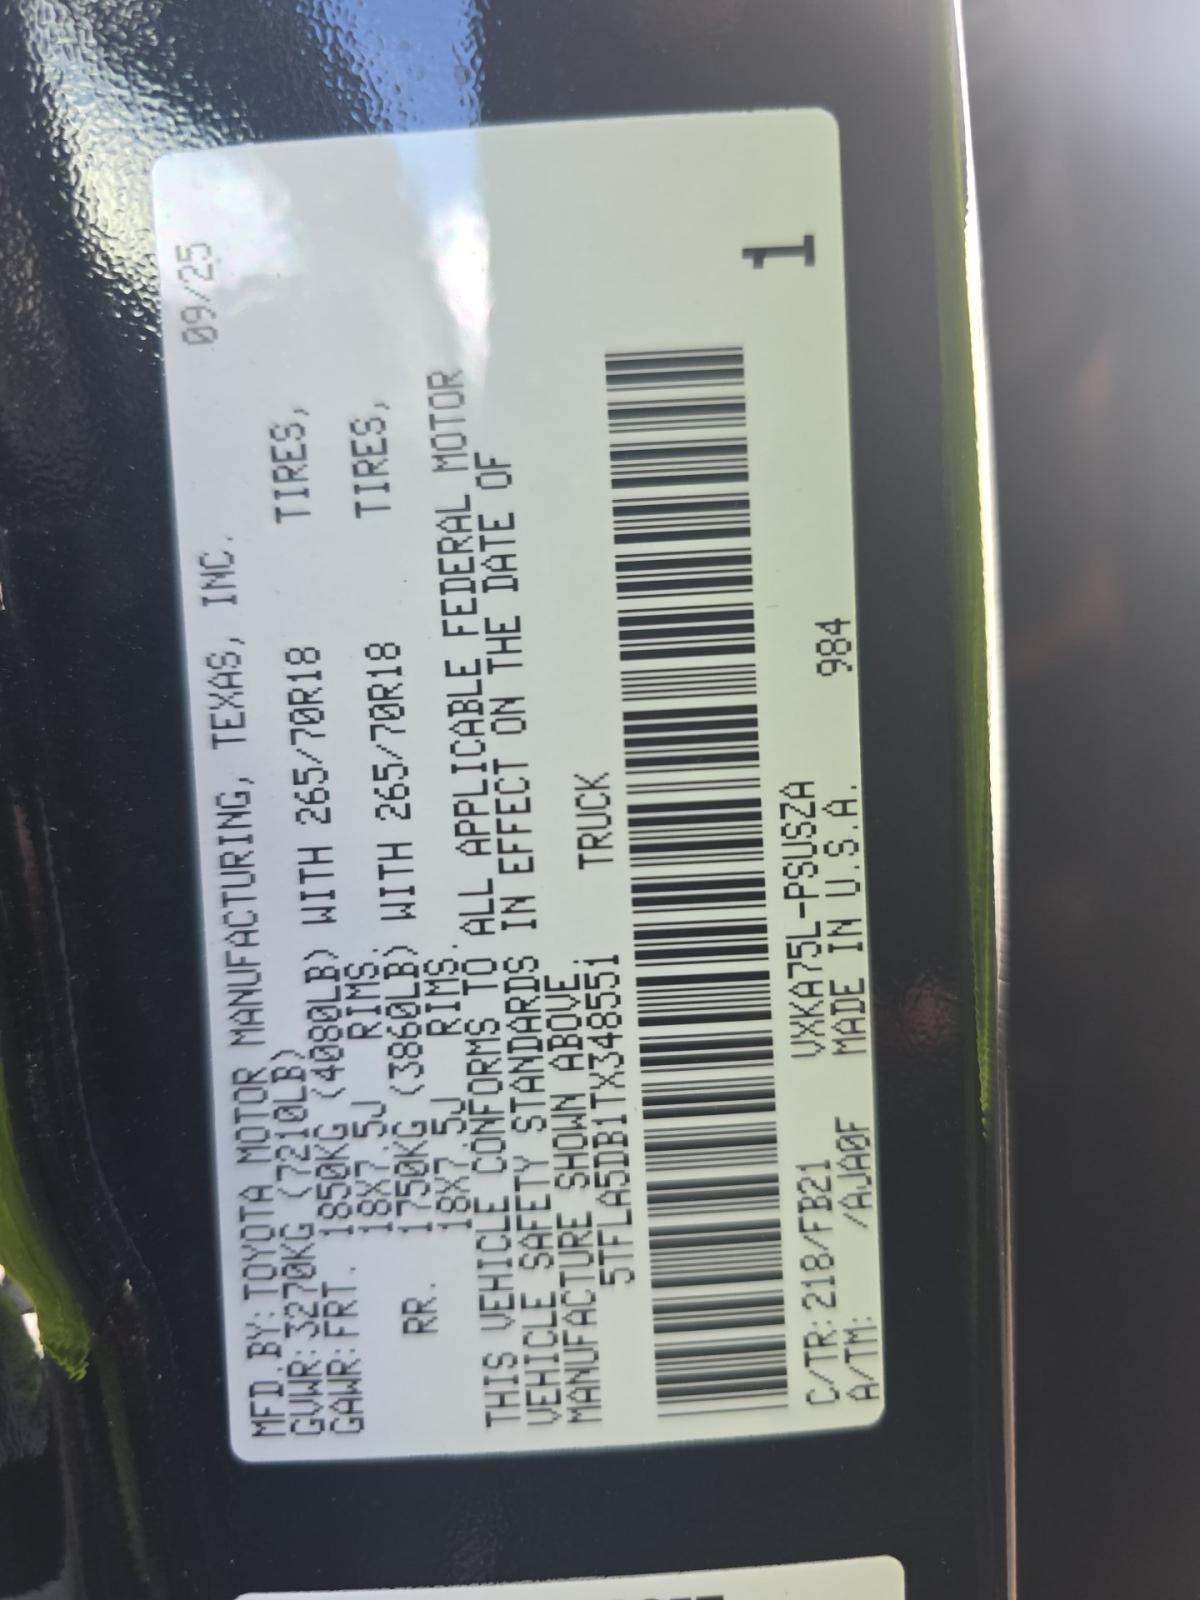 MFD.BY:TOYOTA MOTOR MANUFACTURING, TEXAS, INC. 09/25
GVWR:3270KG (7210LB)
GAWR:FRT. 1850KG (4080LB) WITH 265/70R18 TIRES,
18X7.5J RIMS;
RR. 1750KG (3860LB) WITH 265/70R18 TIRES,
18X7.5J RIMS.
THIS VEHICLE CONFORMS TO ALL APPLICABLE FEDERAL MOTOR
VEHICLE SAFETY STANDARDS IN EFFECT ON THE DATE OF
MANUFACTURE SHOWN ABOVE.
5TFLA5DB1TX348551 TRUCK
1
C/TR:218/FB21 VXKA75L-PSUSZA
A/TM: /AJA0F MADE IN U.S.A. 984